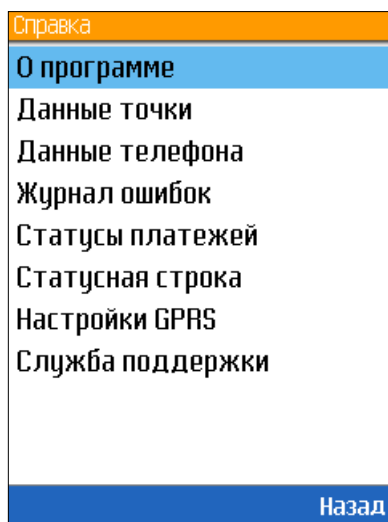 Справка
О программе
Данные точки
Данные телефона
Журнал ошибок
Статусы платежей
Статусная строка
Настройки GPRS
Служба поддержки
Назад